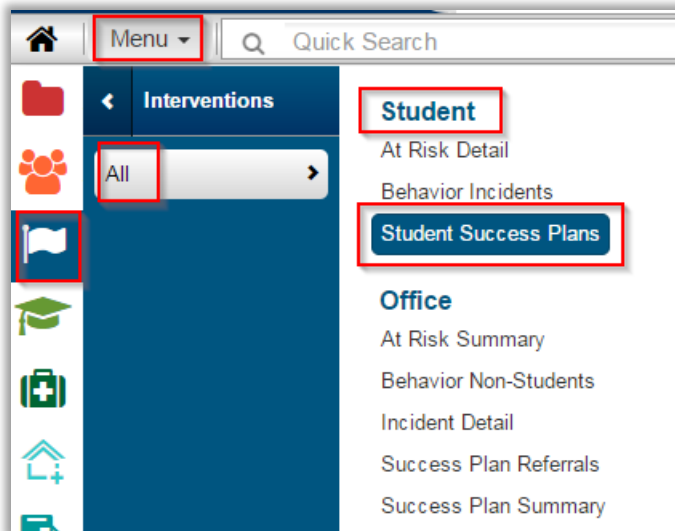 Menu
Quick Search
Interventions
All
Student
At Risk Detail
Behavior Incidents
Student Success Plans
Office
At Risk Summary
Behavior Non-Students
Incident Detail
Success Plan Referrals
Success Plan Summary